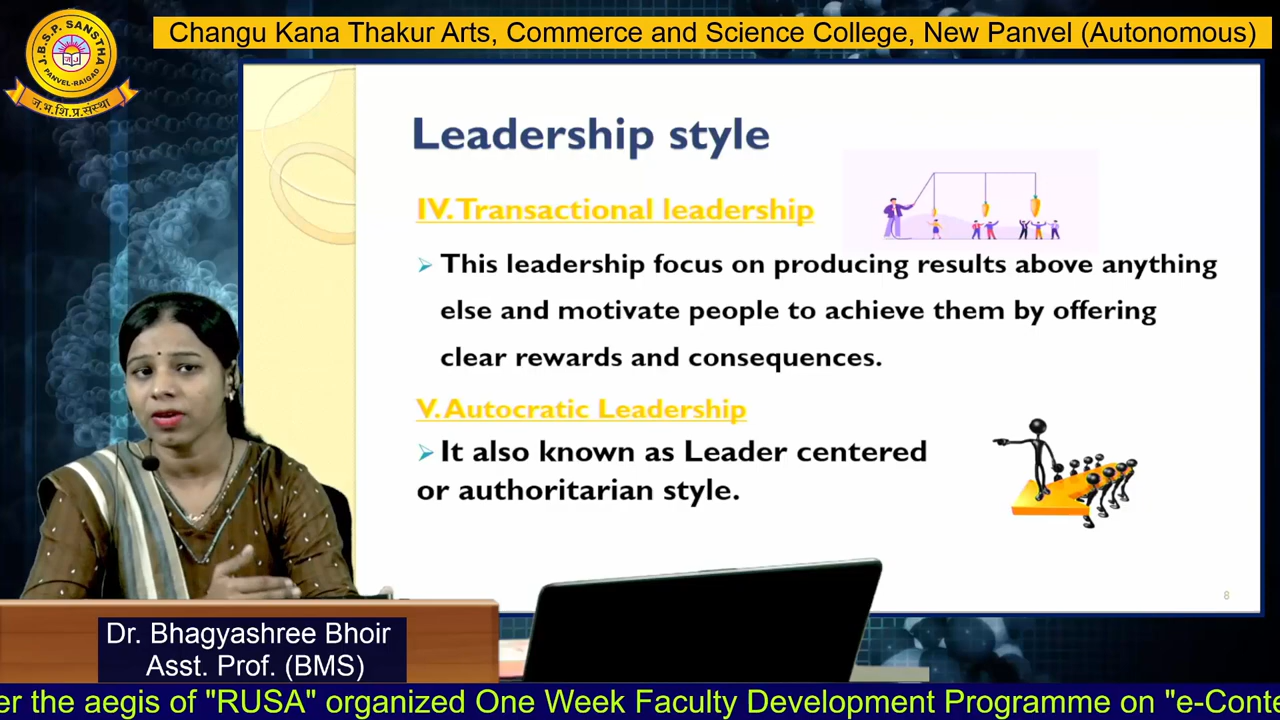 Changu Kana Thakur Arts, Commerce and Science College, New Panvel (Autonomous)
J.B.S.P. SANSTHA
PANVEL-RAIGAD
ज.भ.शि.प्र.संस्था
Leadership style
IV. Transactional leadership
This leadership focus on producing results above anything
else and motivate people to achieve them by offering
clear rewards and consequences.
V. Autocratic Leadership
It also known as Leader centered
or authoritarian style.
8
Dr. Bhagyashree Bhoir
Asst. Prof. (BMS)
er the aegis of "RUSA" organized One Week Faculty Development Programme on "e-Conte